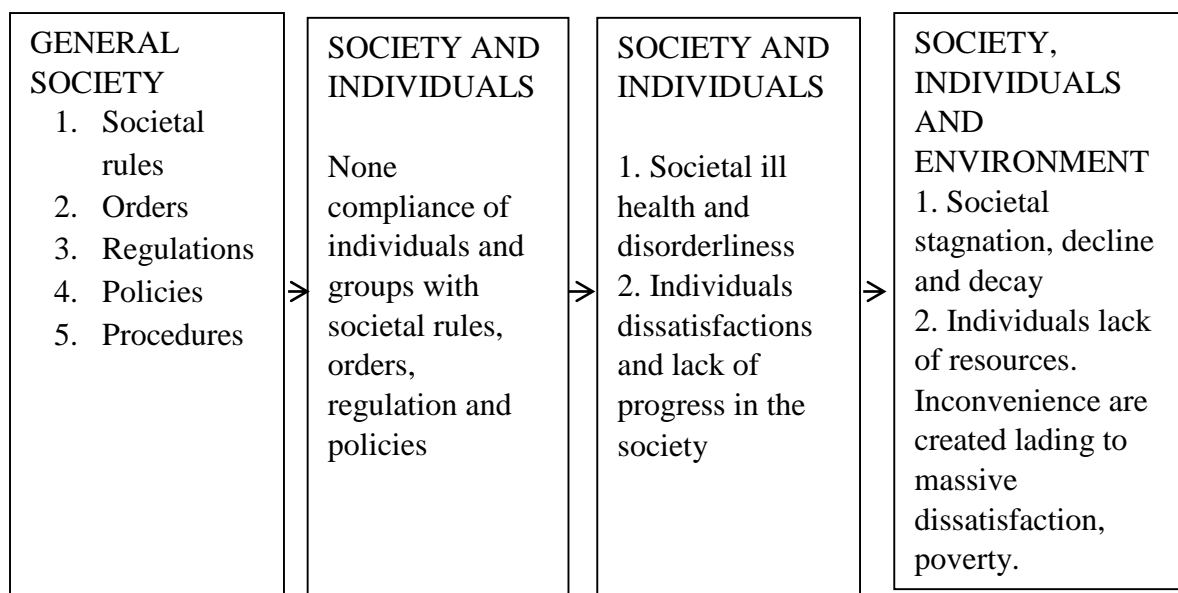 GENERAL
SOCIETY
1. Societal
rules
2. Orders
3. Regulations
4. Policies
5. Procedures
SOCIETY AND
INDIVIDUALS
None
compliance of
individuals and
groups with
societal rules,
orders,
regulation and
policies
SOCIETY AND
INDIVIDUALS
1. Societal ill
health and
disorderliness
2. Individuals
dissatisfactions
and lack of
progress in the
society
SOCIETY,
INDIVIDUALS
AND
ENVIRONMENT
1. Societal
stagnation, decline
and decay
2. Individuals lack
of resources.
Inconvenience are
created lading to
massive
dissatisfaction,
poverty.